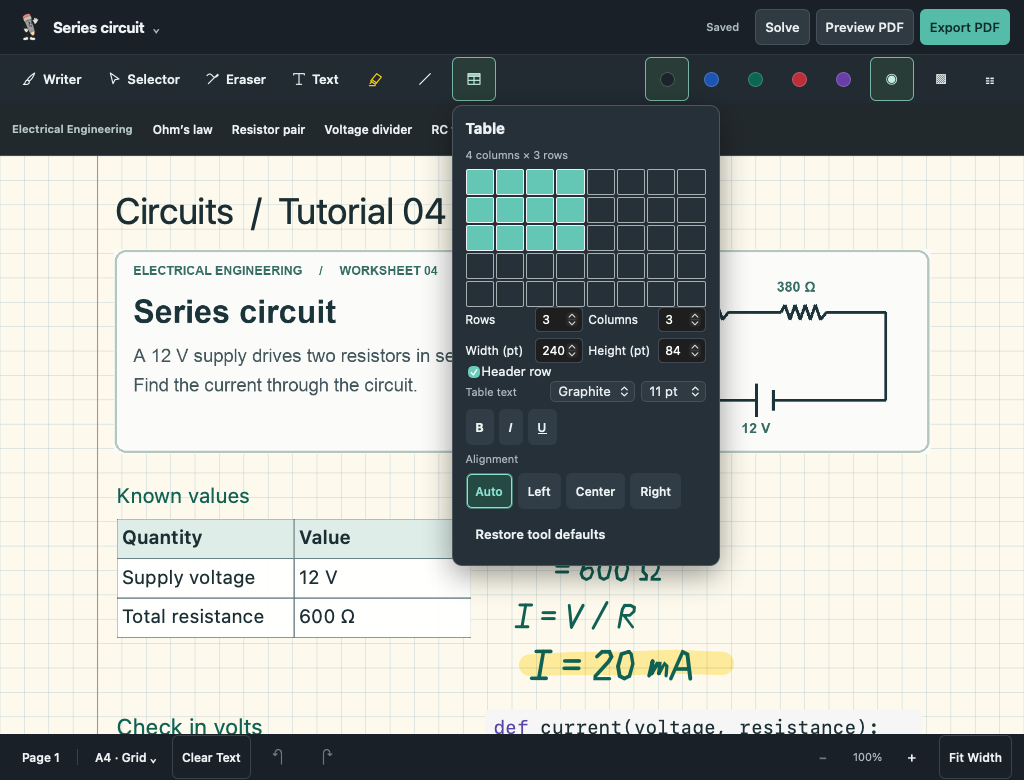 Series circuit
Saved
Solve
Preview PDF
Export PDF
Writer
Selector
Eraser
Text
Electrical Engineering
Ohm's law
Resistor pair
Voltage divider
RC
Table
4 columns × 3 rows
Rows 3 Columns 3
Width (pt) 240 Height (pt) 84
Header row
Table text Graphite 11 pt
B I U
Alignment
Auto Left Center Right
Restore tool defaults
Circuits / Tutorial 04
ELECTRICAL ENGINEERING / WORKSHEET 04
Series circuit
A 12 V supply drives two resistors in se
Find the current through the circuit.
380 Ω
12 V
Known values
Quantity Value
Supply voltage 12 V
Total resistance 600 Ω
= 600 Ω
I = V / R
I = 20 mA
Check in volts
def current(voltage, resistance):
Page 1
A4 · Grid
Clear Text
− 100% +
Fit Width